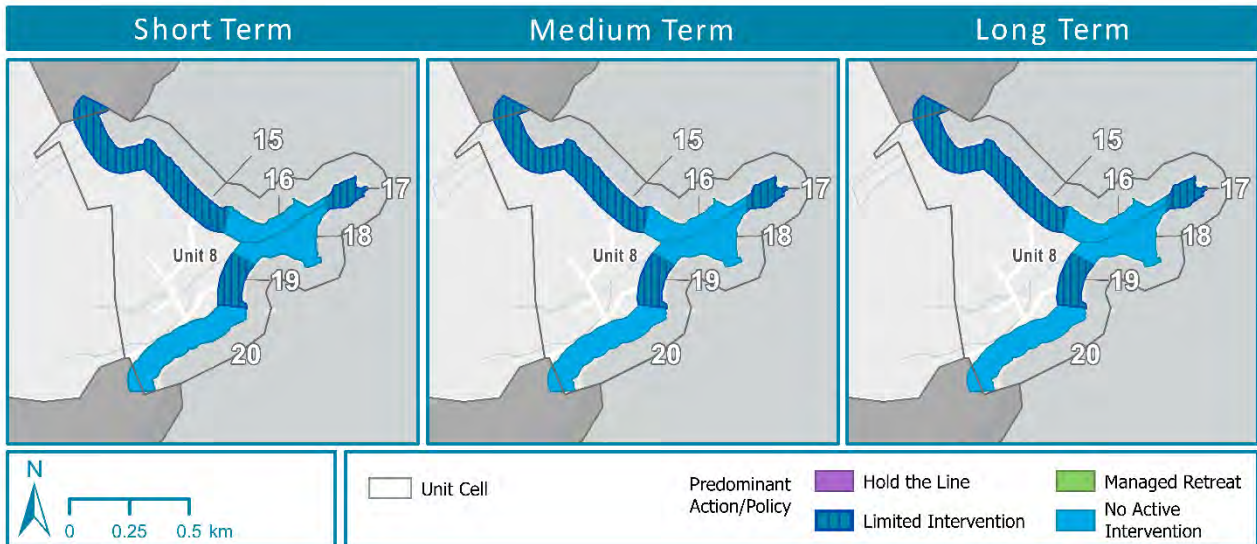 Short Term
Medium Term
Long Term
15
16
17
18
Unit 8
19
20
15
16
17
18
Unit 8
19
20
15
16
17
18
Unit 8
19
20
N
0 0.25 0.5 km
Unit Cell
Predominant
Action/Policy
Hold the Line
Limited Intervention
Managed Retreat
No Active
Intervention